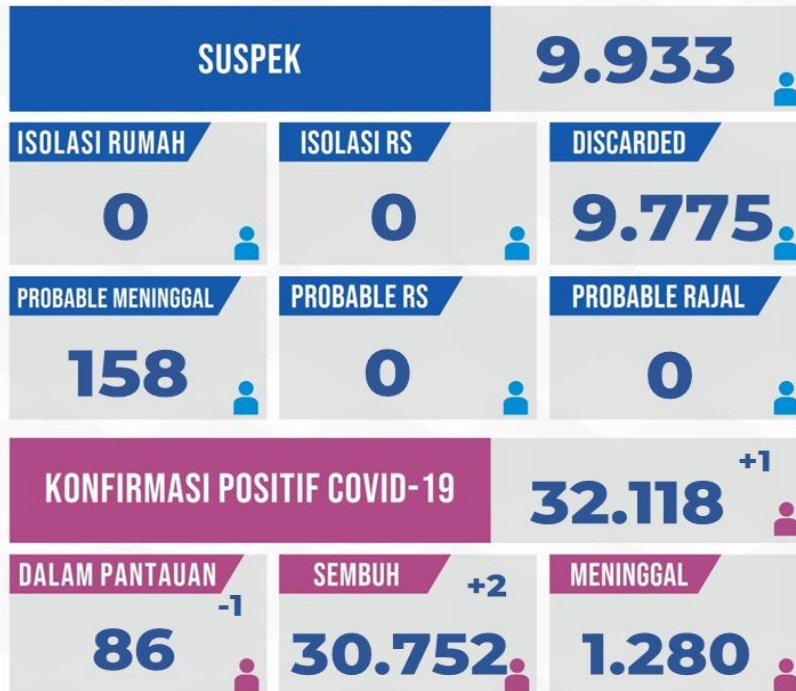 SUSPEK 9.933
ISOLASI RUMAH ISOLASI RS DISCARDED
0 0 9.775
PROBABLE MENINGGAL PROBABLE RS PROBABLE RAJAL
158 0 0
KONFIRMASI POSITIF COVID-19 32.118 +1
DALAM PANTAUAN SEMBUH MENINGGAL
-1 +2
86 30.752 1.280